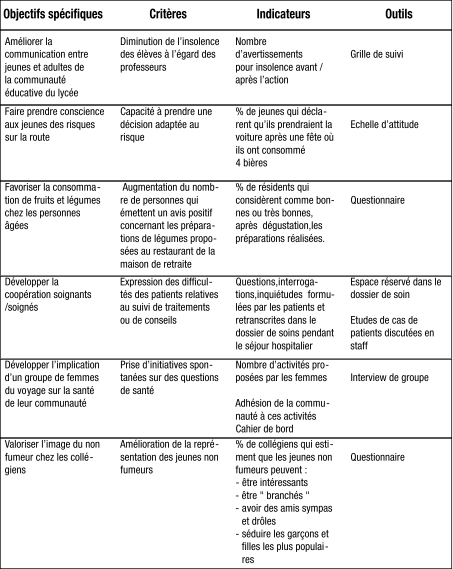 Objectifs spécifiques Critères Indicateurs Outils
Améliorer la
communication entre
jeunes et adultes de
la communauté
éducative du lycée
Diminution de l'insolence
des élèves à l'égard des
professeurs
Nombre
d'avertissements
pour insolence avant /
après l'action
Grille de suivi
Faire prendre conscience
aux jeunes des risques
sur la route
Capacité à prendre une
décision adaptée au
risque
% de jeunes qui décla-
rent qu'ils prendraient la
voiture après une fête où
ils ont consommé
4 bières
Echelle d'attitude
Favoriser la consomma-
tion de fruits et légumes
chez les personnes
âgées
Augmentation du nomb-
re de personnes qui
émettent un avis positif
concernant les prépara-
tions de légumes propo-
sées au restaurant de la
maison de retraite
% de résidents qui
considèrent comme bon-
nes ou très bonnes,
après dégustation,les
préparations réalisées.
Questionnaire
Développer la
coopération soignants
/soignés
Expression des difficul-
tés des patients relatives
au suivi de traitements
ou de conseils
Questions,interroga-
tions,inquiétudes formu-
lées par les patients et
retranscrites dans le
dossier de soins pendant
le séjour hospitalier
Espace réservé dans le
dossier de soin
Etudes de cas de
patients discutées en
staff
Développer l'implication
d'un groupe de femmes
du voyage sur la santé
de leur communauté
Prise d'initiatives spon-
tanées sur des questions
de santé
Nombre d'activités pro-
posées par les femmes
Adhésion de la commu-
nauté à ces activités
Cahier de bord
Interview de groupe
Valoriser l'image du non
fumeur chez les collé-
giens
Amélioration de la repré-
sentation des jeunes non
fumeurs
% de collégiens qui esti-
ment que les jeunes non
fumeurs peuvent :
- être intéressants
- être " branchés "
- avoir des amis sympas
et drôles
- séduire les garçons et
filles les plus populai-
res
Questionnaire